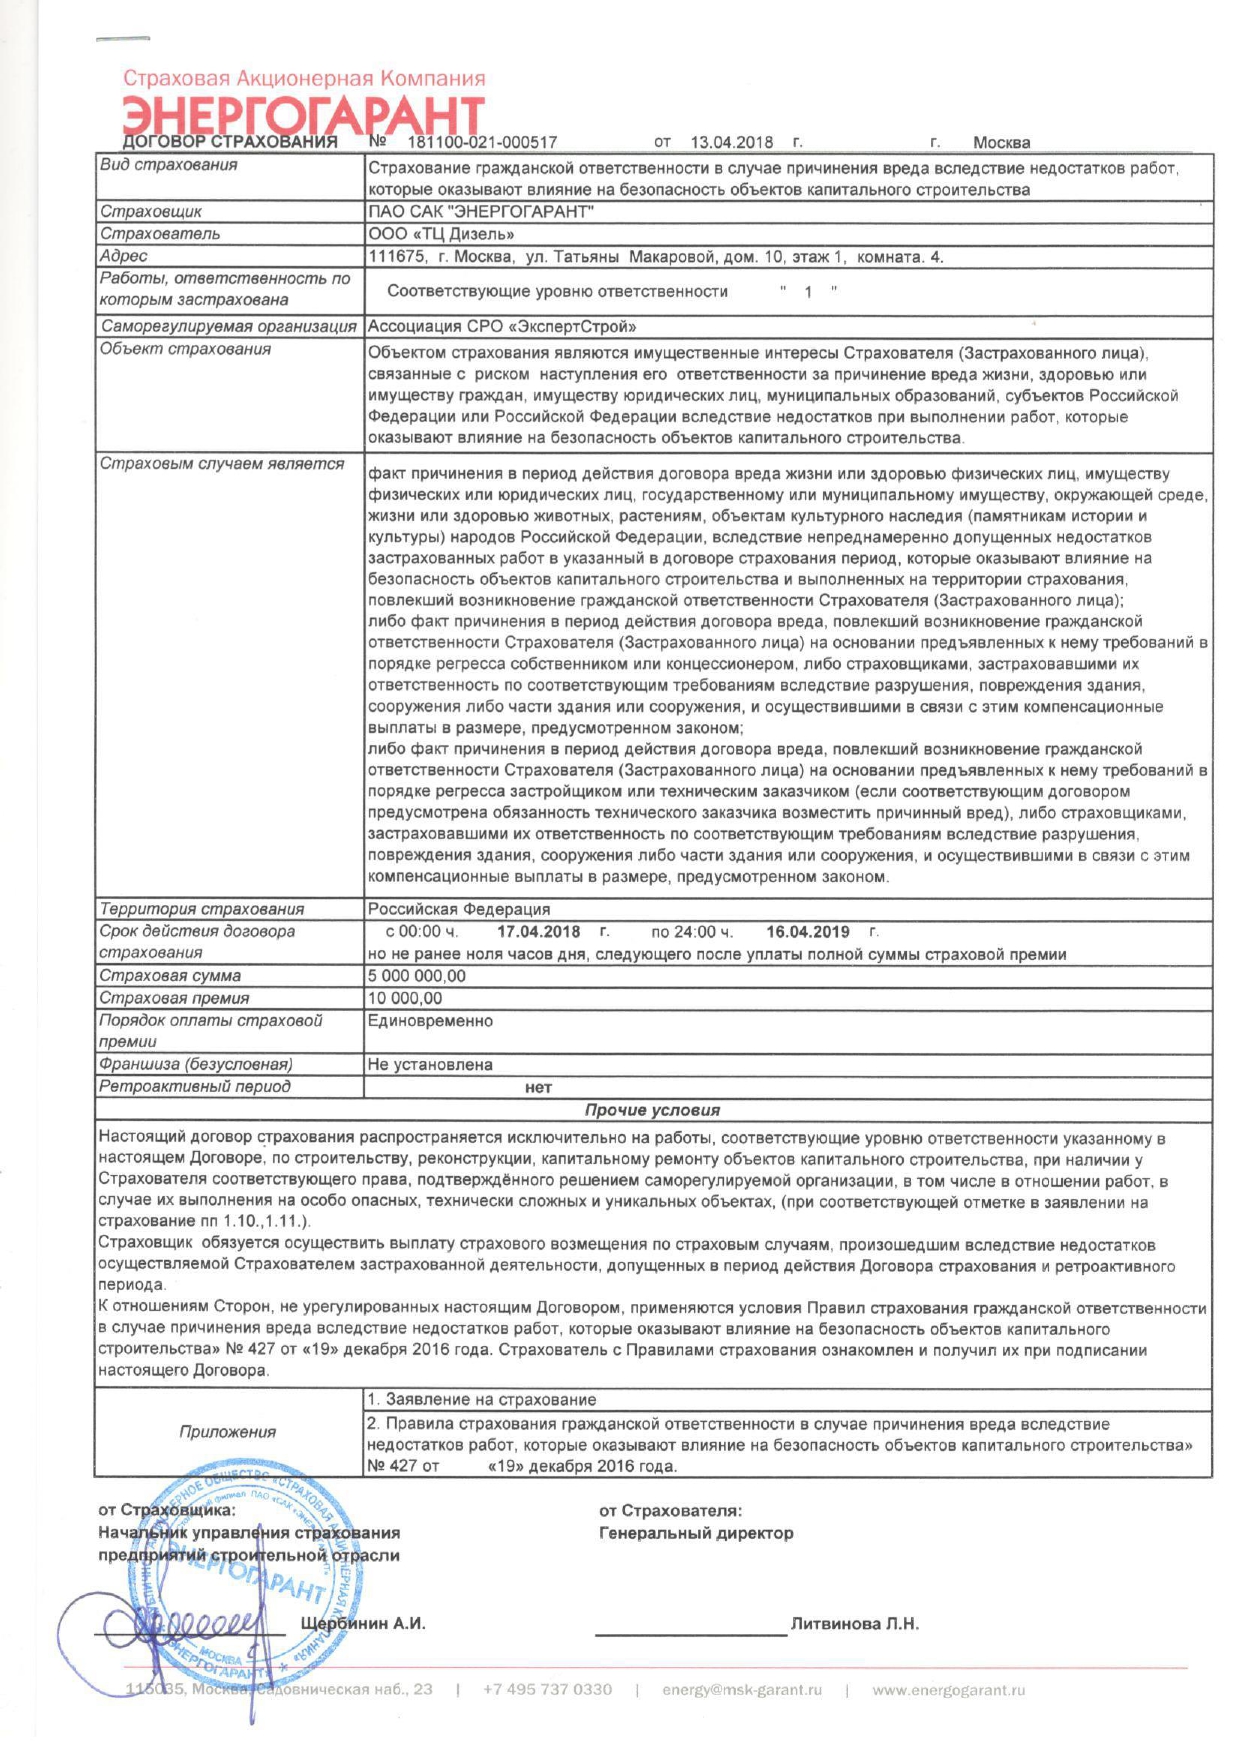 Страховая Акционерная Компания
ЭНЕРГОГАРАНТ
ДОГОВОР СТРАХОВАНИЯ № 181100-021-000517 от 13.04.2018 г. г. Москва
Вид страхования
Страхование гражданской ответственности в случае причинения вреда вследствие недостатков работ,
которые оказывают влияние на безопасность объектов капитального строительства
Страховщик
ПАО САК "ЭНЕРГОГАРАНТ"
Страхователь
ООО «ТЦ Дизель»
Адрес
111675, г. Москва, ул. Татьяны Макаровой, дом. 10, этаж 1, комната. 4.
Работы, ответственность по
которым застрахована
Соответствующие уровню ответственности " 1 "
Саморегулируемая организация
Ассоциация СРО «ЭкспертСтрой»
Объект страхования
Объектом страхования являются имущественные интересы Страхователя (Застрахованного лица),
связанные с риском наступления его ответственности за причинение вреда жизни, здоровью или
имуществу граждан, имуществу юридических лиц, муниципальных образований, субъектов Российской
Федерации или Российской Федерации вследствие недостатков при выполнении работ, которые
оказывают влияние на безопасность объектов капитального строительства.
Страховым случаем является
факт причинения в период действия договора вреда жизни или здоровью физических лиц, имуществу
физических или юридических лиц, государственному или муниципальному имуществу, окружающей среде,
жизни или здоровью животных, растениям, объектам культурного наследия (памятникам истории и
культуры) народов Российской Федерации, вследствие непреднамеренно допущенных недостатков
застрахованных работ в указанный в договоре страхования период, которые оказывают влияние на
безопасность объектов капитального строительства и выполненных на территории страхования,
повлекший возникновение гражданской ответственности Страхователя (Застрахованного лица);
либо факт причинения в период действия договора вреда, повлекший возникновение гражданской
ответственности Страхователя (Застрахованного лица) на основании предъявленных к нему требований в
порядке регресса собственником или концессионером, либо страховщиками, застраховавшими их
ответственность по соответствующим требованиям вследствие разрушения, повреждения здания,
сооружения либо части здания или сооружения, и осуществившими в связи с этим компенсационные
выплаты в размере, предусмотренном законом;
либо факт причинения в период действия договора вреда, повлекший возникновение гражданской
ответственности Страхователя (Застрахованного лица) на основании предъявленных к нему требований в
порядке регресса застройщиком или техническим заказчиком (если соответствующим договором
предусмотрена обязанность технического заказчика возместить причинный вред), либо страховщиками,
застраховавшими их ответственность по соответствующим требованиям вследствие разрушения,
повреждения здания, сооружения либо части здания или сооружения, и осуществившими в связи с этим
компенсационные выплаты в размере, предусмотренном законом.
Территория страхования
Российская Федерация
Срок действия договора
страхования
с 00:00 ч. 17.04.2018 г. по 24:00 ч. 16.04.2019 г.
но не ранее ноля часов дня, следующего после уплаты полной суммы страховой премии
Страховая сумма
5 000 000,00
Страховая премия
10 000,00
Порядок оплаты страховой
премии
Единовременно
Франшиза (безусловная)
Не установлена
Ретроактивный период
нет
Прочие условия
Настоящий договор страхования распространяется исключительно на работы, соответствующие уровню ответственности указанному в
настоящем Договоре, по строительству, реконструкции, капитальному ремонту объектов капитального строительства, при наличии у
Страхователя соответствующего права, подтверждённого решением саморегулируемой организации, в том числе в отношении работ, в
случае их выполнения на особо опасных, технически сложных и уникальных объектах, (при соответствующей отметке в заявлении на
страхование пп 1.10.,1.11.).
Страховщик обязуется осуществить выплату страхового возмещения по страховым случаям, произошедшим вследствие недостатков
осуществляемой Страхователем застрахованной деятельности, допущенных в период действия Договора страхования и ретроактивного
периода.
К отношениям Сторон, не урегулированных настоящим Договором, применяются условия Правил страхования гражданской ответственности
в случае причинения вреда вследствие недостатков работ, которые оказывают влияние на безопасность объектов капитального
строительства» № 427 от «19» декабря 2016 года. Страхователь с Правилами страхования ознакомлен и получил их при подписании
настоящего Договора.
Приложения
1. Заявление на страхование
2. Правила страхования гражданской ответственности в случае причинения вреда вследствие
недостатков работ, которые оказывают влияние на безопасность объектов капитального строительства»
№ 427 от «19» декабря 2016 года.
от Страховщика:
Начальник управления страхования
предприятий строительной отрасли
Щербинин А.И.
от Страхователя:
Генеральный директор
Литвинова Л.Н.
ЭНЕРГОГАРАНТ
МОСКВА
115035, Москва, Садовническая наб., 23 | +7 495 737 0330 | energy@msk-garant.ru | www.energogarant.ru